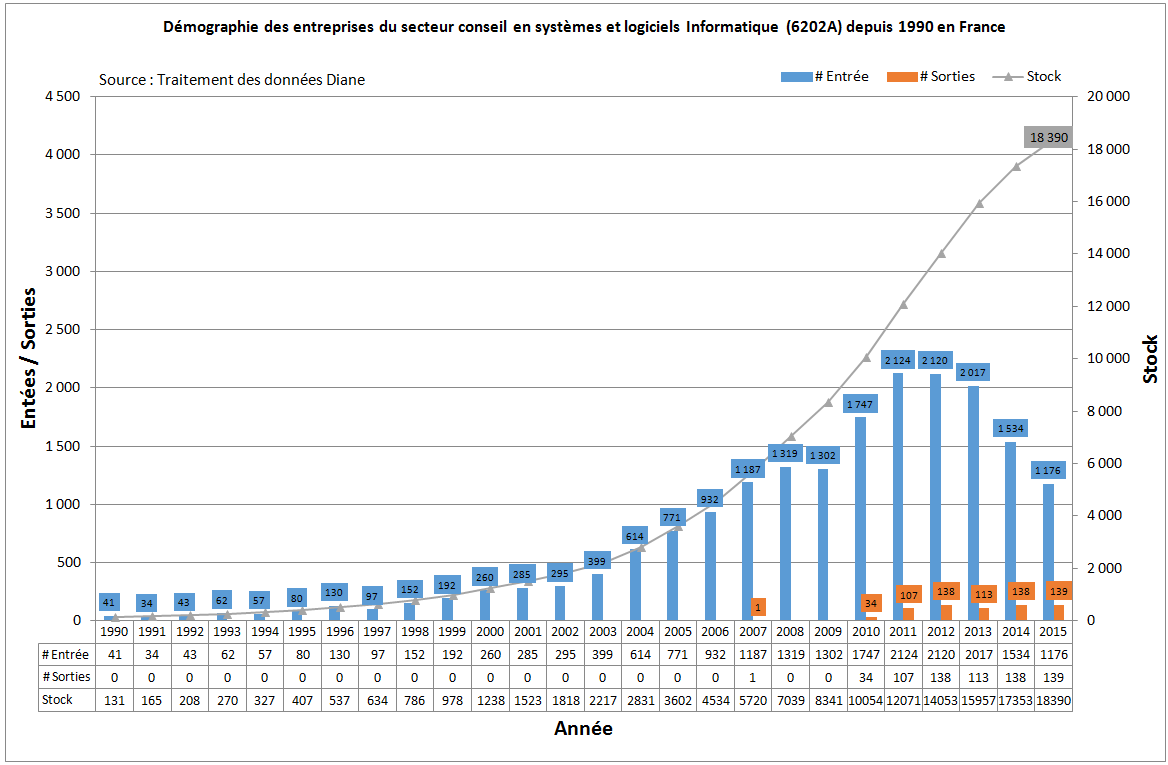 Démographie des entreprises du secteur conseil en systèmes et logiciels Informatique (6202A) depuis 1990 en France
Source : Traitement des données Diane
# Entrée # Sorties Stock
4 500
4 000
3 500
3 000
2 500
2 000
1 500
1 000
500
0
Entées / Sorties
20 000
18 000
16 000
14 000
12 000
10 000
8 000
6 000
4 000
2 000
0
Stock
18 390
41 34 43 62 57 80 130 97 152 192 260 285 295 399 614 771 932 1 187 1 319 1 302 1 747 2 124 2 120 2 017 1 534 1 176
1 34 107 138 113 138 139
1990 1991 1992 1993 1994 1995 1996 1997 1998 1999 2000 2001 2002 2003 2004 2005 2006 2007 2008 2009 2010 2011 2012 2013 2014 2015
# Entrée 41 34 43 62 57 80 130 97 152 192 260 285 295 399 614 771 932 1187 1319 1302 1747 2124 2120 2017 1534 1176
# Sorties 0 0 0 0 0 0 0 0 0 0 0 0 0 0 0 0 0 1 0 0 34 107 138 113 138 139
Stock 131 165 208 270 327 407 537 634 786 978 1238 1523 1818 2217 2831 3602 4534 5720 7039 8341 10054 12071 14053 15957 17353 18390
Année